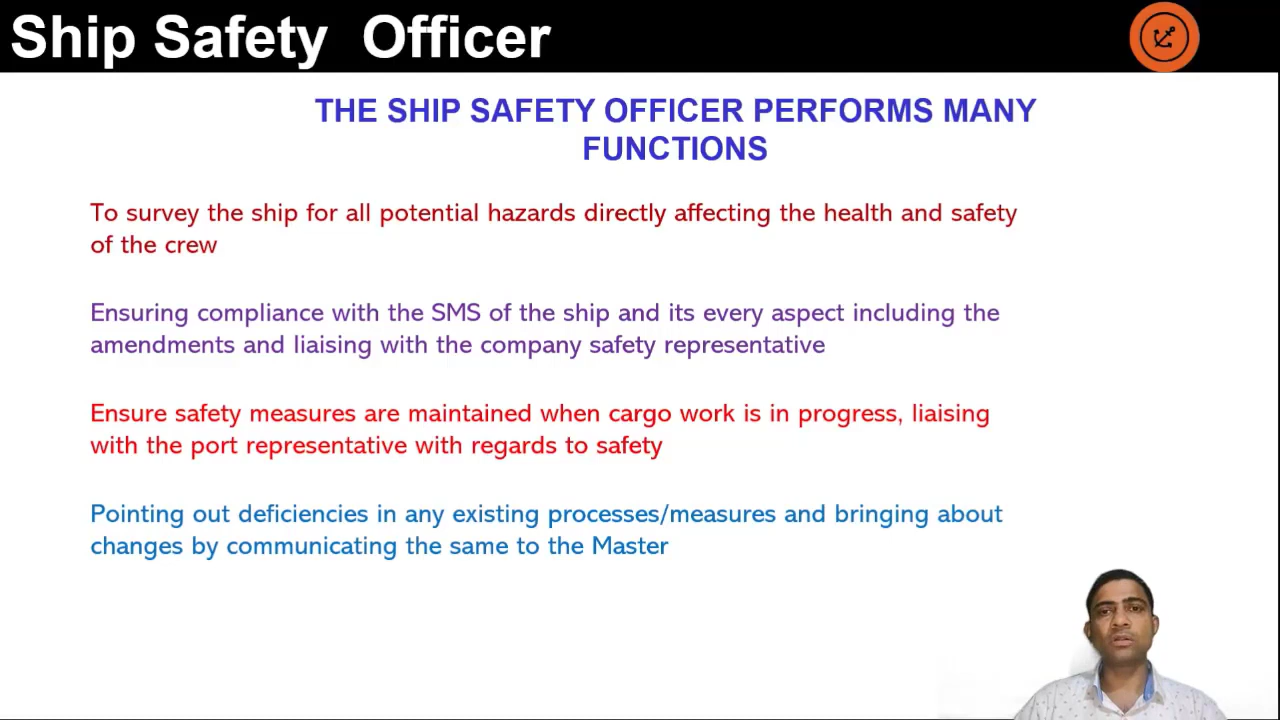 Ship Safety Officer
THE SHIP SAFETY OFFICER PERFORMS MANY
FUNCTIONS
To survey the ship for all potential hazards directly affecting the health and safety
of the crew
Ensuring compliance with the SMS of the ship and its every aspect including the
amendments and liaising with the company safety representative
Ensure safety measures are maintained when cargo work is in progress, liaising
with the port representative with regards to safety
Pointing out deficiencies in any existing processes/measures and bringing about
changes by communicating the same to the Master